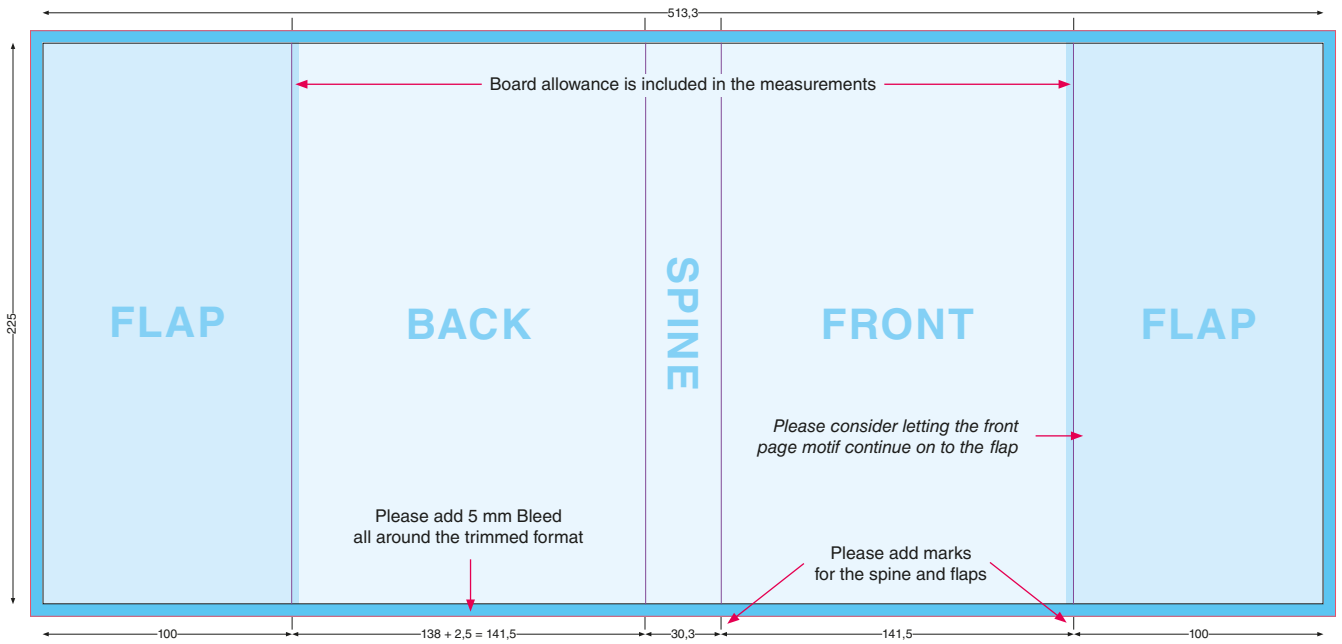 513,3
Board allowance is included in the measurements
225
FLAP
BACK
SPINE
FRONT
FLAP
Please consider letting the front
page motif continue on to the flap
Please add 5 mm Bleed
all around the trimmed format
Please add marks
for the spine and flaps
100
138 + 2,5 = 141,5
30,3
141,5
100